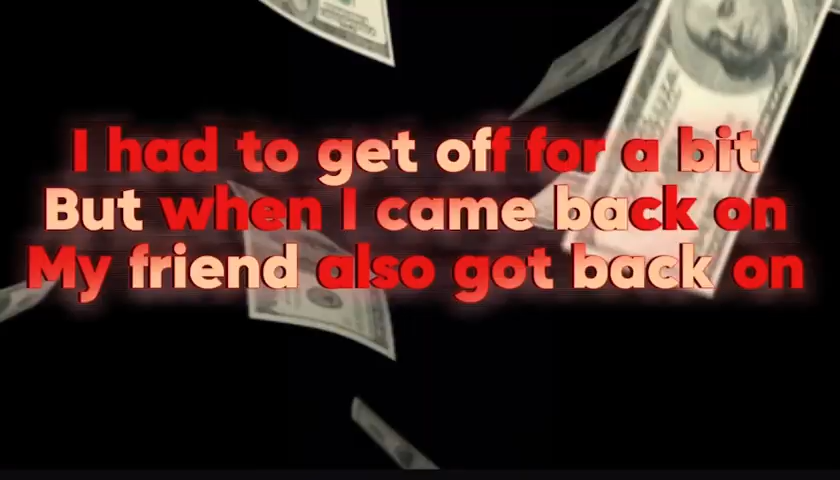 I had to get off for a bit
But when I came back on
My friend also got back on